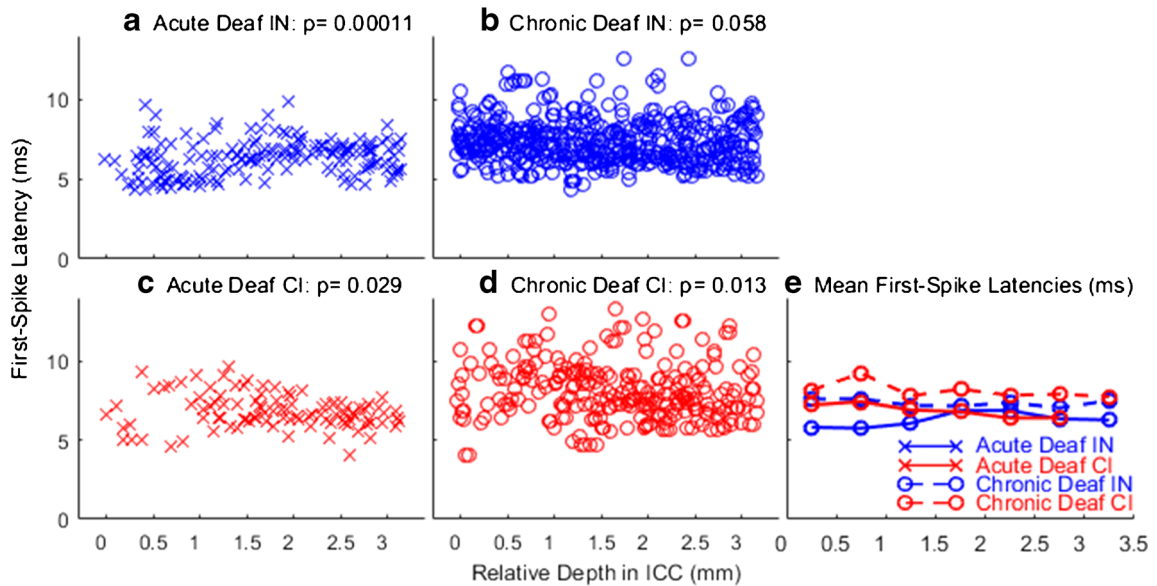 a Acute Deaf IN: p= 0.00011
b Chronic Deaf IN: p= 0.058
10
5
0
c Acute Deaf CI: p= 0.029
d Chronic Deaf CI: p= 0.013
e Mean First-Spike Latencies (ms)
10
5
0
First-Spike Latency (ms)
Acute Deaf IN
Acute Deaf CI
Chronic Deaf IN
Chronic Deaf CI
0 0.5 1 1.5 2 2.5 3
0 0.5 1 1.5 2 2.5 3
0 0.5 1 1.5 2 2.5 3 3.5
Relative Depth in ICC (mm)